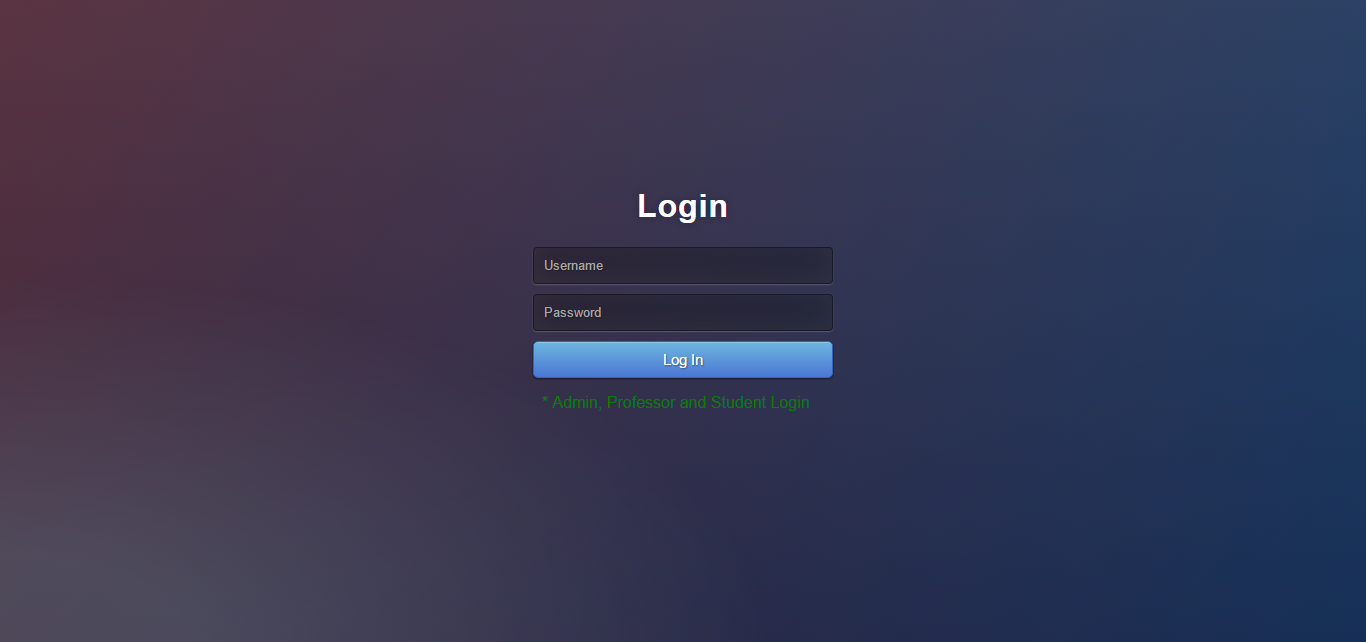 Login
Username
Password
Log In
* Admin, Professor and Student Login